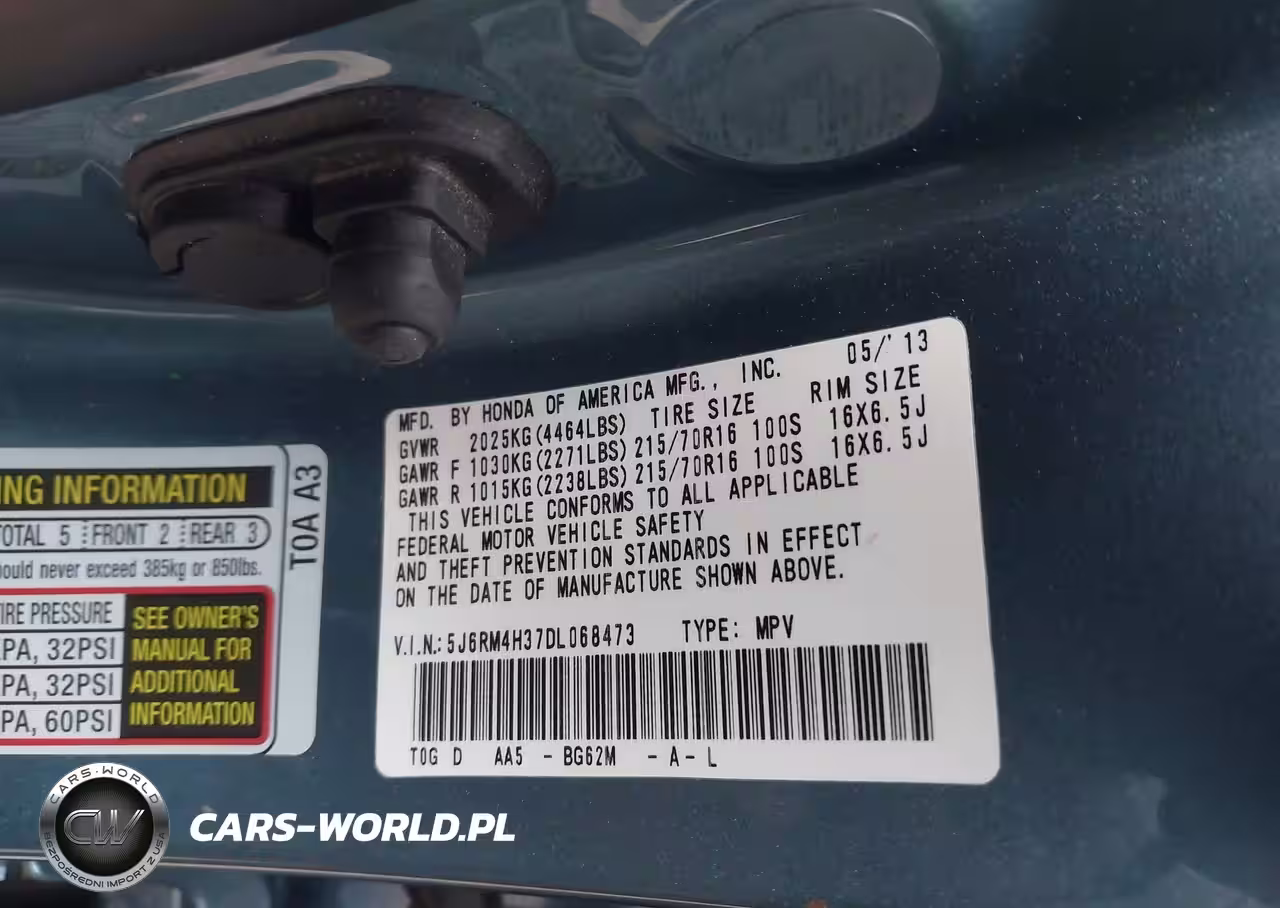 MFD. BY HONDA OF AMERICA MFG., INC. 05/'13
GVWR 2025KG(4464LBS) TIRE SIZE RIM SIZE
GAWR F 1030KG(2271LBS) 215/70R16 100S 16X6.5J
GAWR R 1015KG(2238LBS) 215/70R16 100S 16X6.5J
THIS VEHICLE CONFORMS TO ALL APPLICABLE
FEDERAL MOTOR VEHICLE SAFETY
AND THEFT PREVENTION STANDARDS IN EFFECT
ON THE DATE OF MANUFACTURE SHOWN ABOVE.
V.I.N.: 5J6RM4H37DL068473 TYPE: MPV
T0G D AA5 - BG62M - A - L
NG INFORMATION
OTAL 5 FRONT 2 REAR 3
ould never exceed 385kg or 850lbs.
IRE PRESSURE
PA, 32PSI
PA, 32PSI
PA, 60PSI
SEE OWNER'S
MANUAL FOR
ADDITIONAL
INFORMATION
T0A A3
CARS-WORLD
CW
BEZPOŚREDNI IMPORT Z USA
CARS-WORLD.PL